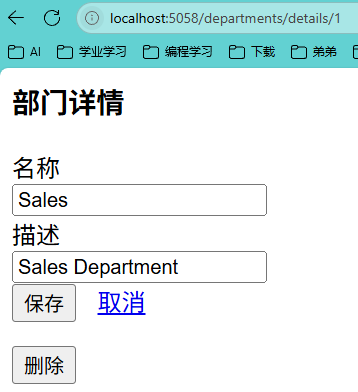 localhost:5058/departments/details/1
AI 学业学习 编程学习 下载 弟弟
部门详情
名称
Sales
描述
Sales Department
保存 取消
删除